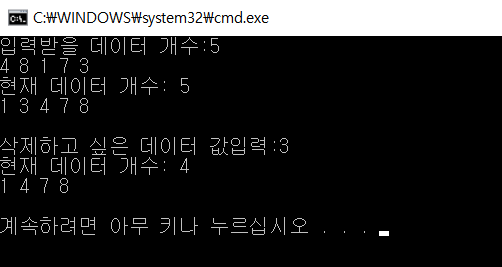 C:\WINDOWS\system32\cmd.exe
입력받을 데이터 개수:5
4 8 1 7 3
현재 데이터 개수: 5
1 3 4 7 8
삭제하고 싶은 데이터 값입력:3
현재 데이터 개수: 4
1 4 7 8
계속하려면 아무 키나 누르십시오 . . .